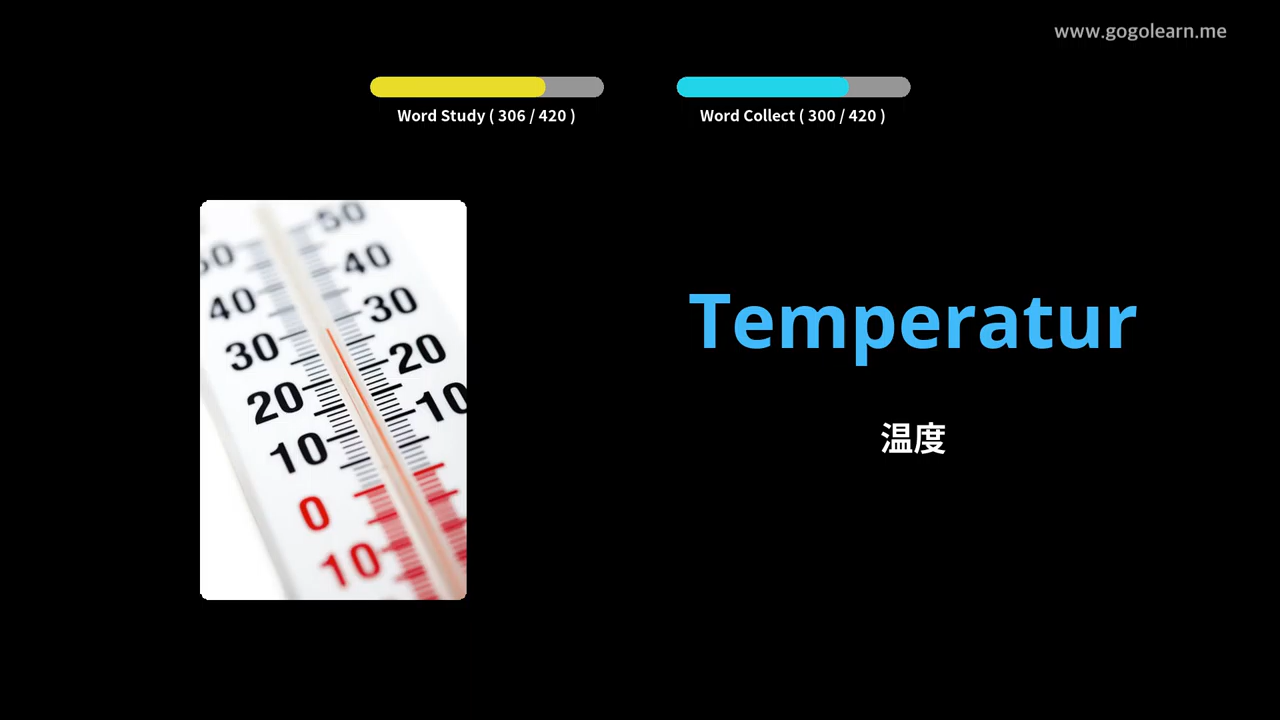 www.gogolearn.me
Word Study ( 306 / 420 )
Word Collect ( 300 / 420 )
50
40
40
30
30
20
20
10
10
0
10
Temperatur
温度